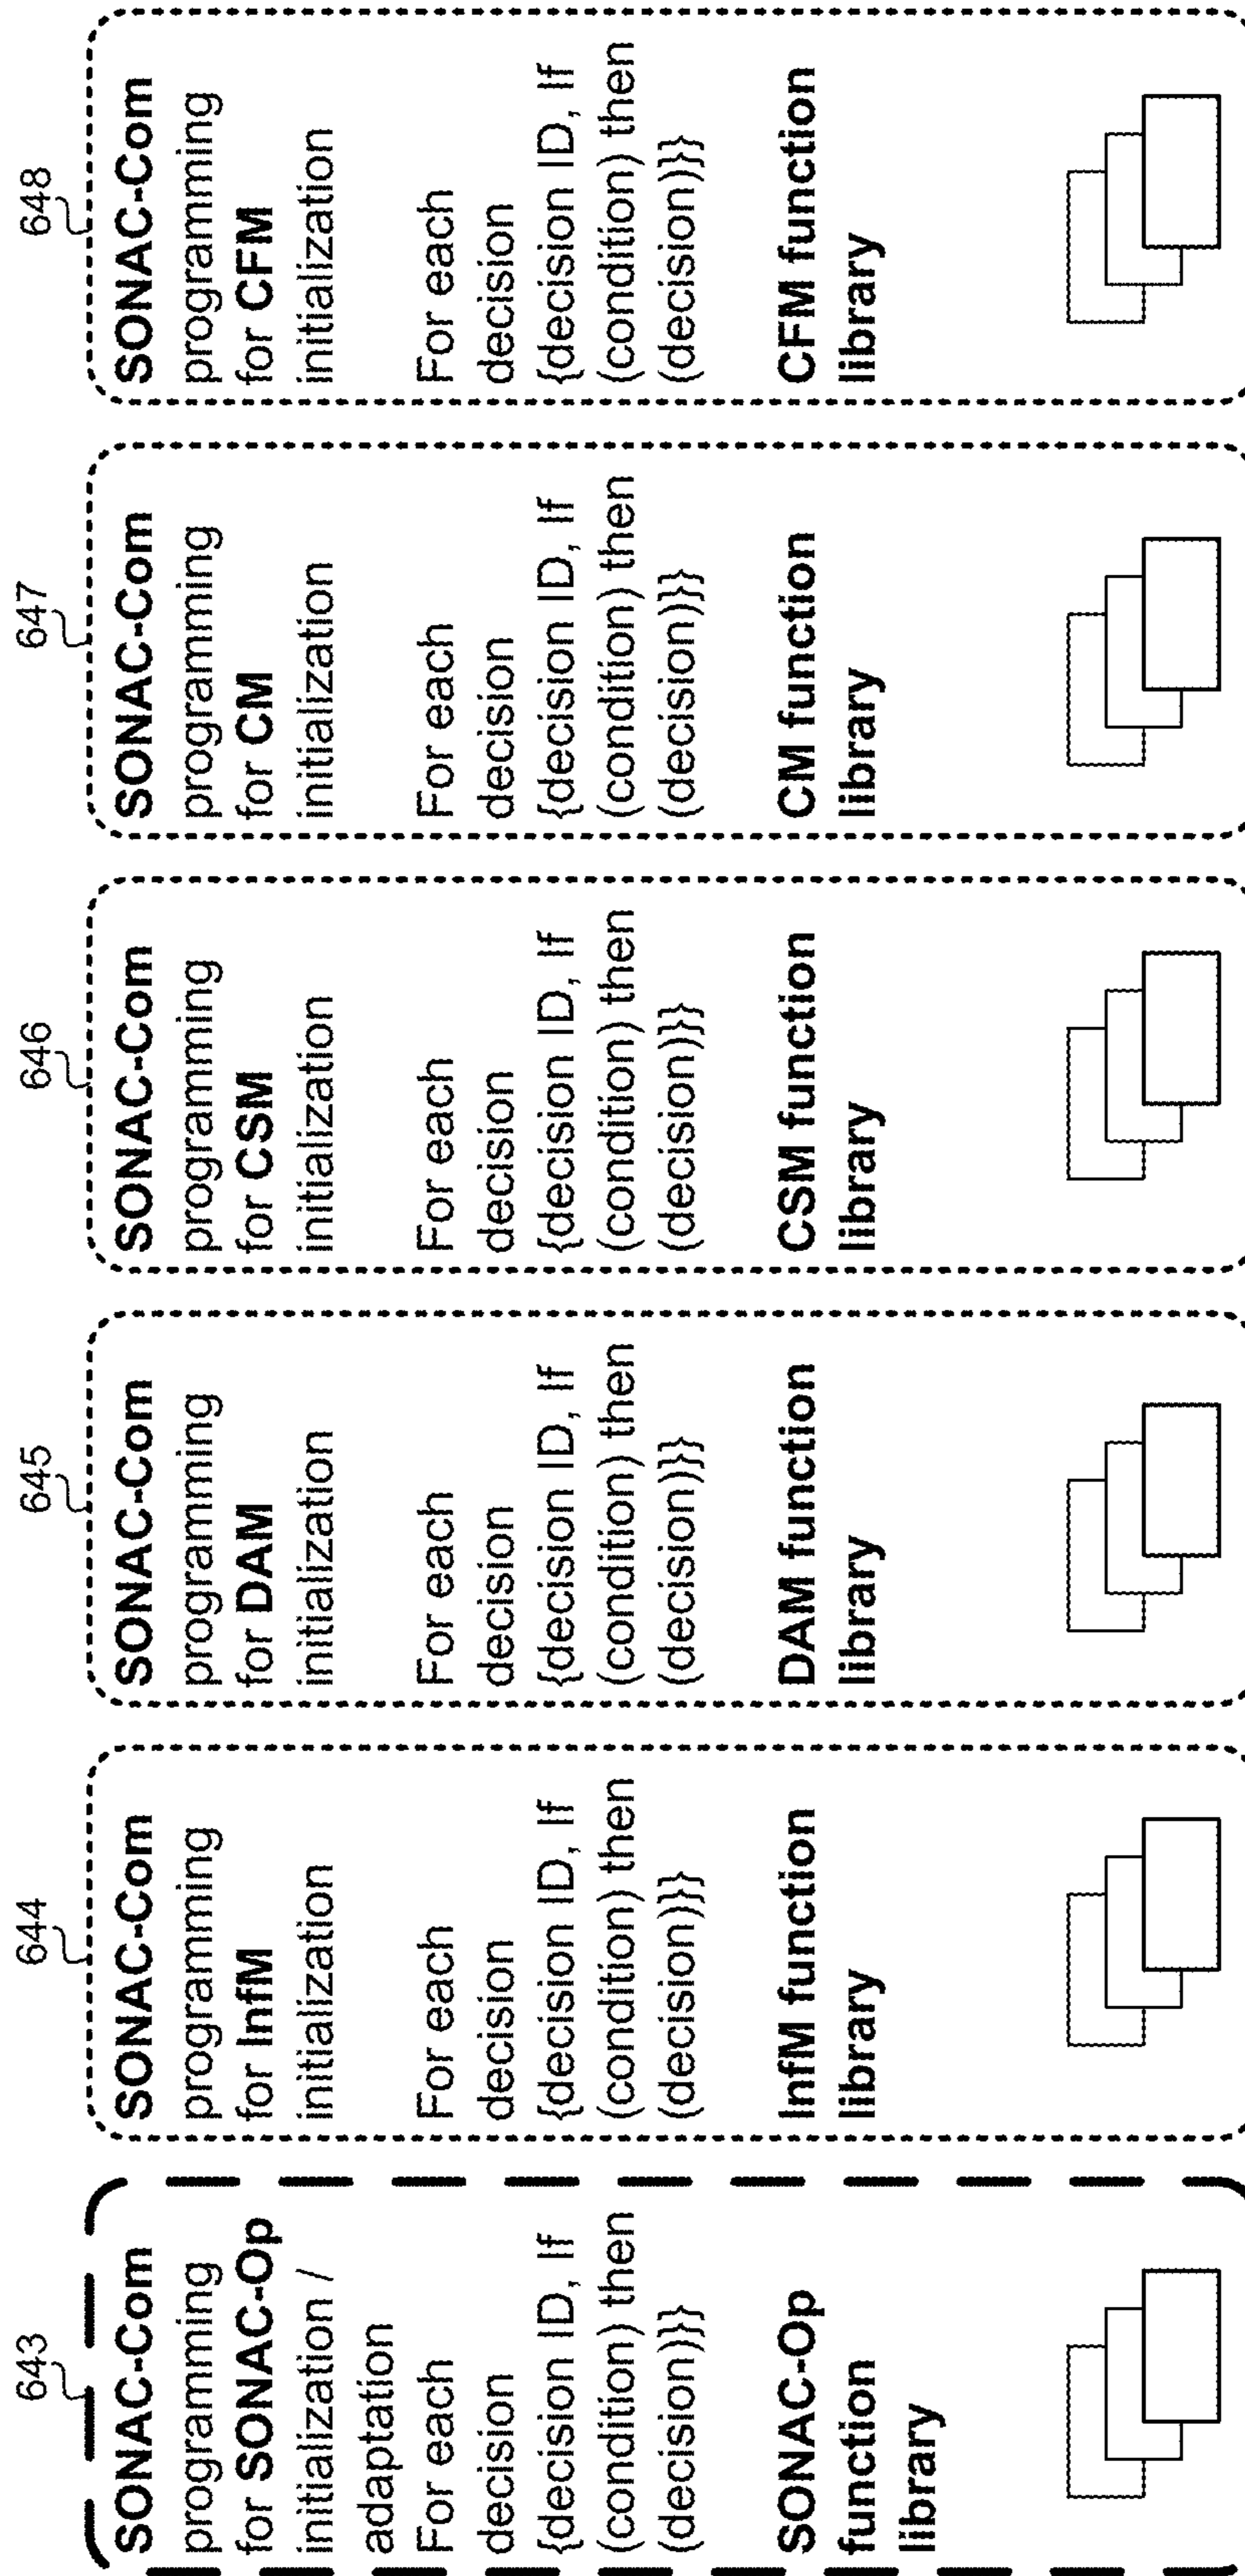 643
SONAC-Com
programming
for SONAC-Op
initialization /
adaptation
For each
decision
{decision ID, If
(condition) then
(decision)}}
SONAC-Op
function
library
644
SONAC-Com
programming
for InfM
initialization
For each
decision
{decision ID, If
(condition) then
(decision)}}
InfM function
library
645
SONAC-Com
programming
for DAM
initialization
For each
decision
{decision ID, If
(condition) then
(decision)}}
DAM function
library
646
SONAC-Com
programming
for CSM
initialization
For each
decision
{decision ID, If
(condition) then
(decision)}}
CSM function
library
647
SONAC-Com
programming
for CM
initialization
For each
decision
{decision ID, If
(condition) then
(decision)}}
CM function
library
648
SONAC-Com
programming
for CFM
initialization
For each
decision
{decision ID, If
(condition) then
(decision)}}
CFM function
library